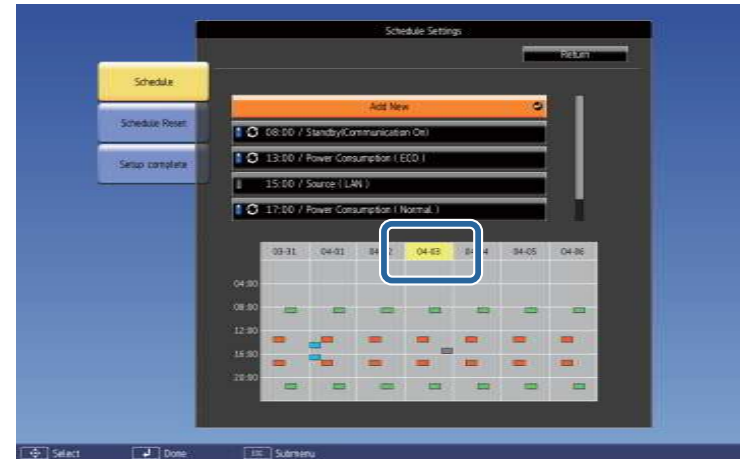 Schedule Settings
Return
Schedule
Schedule Reset
Setup complete
Add New
08:00 / Standby(Communication On)
13:00 / Power Consumption ( ECO )
15:00 / Source ( LAN )
17:00 / Power Consumption ( Normal )
03-31 04-01 04-03 04-05 04-06
04:00
08:00
12:00
16:00
20:00
Select Done Esc Submenu